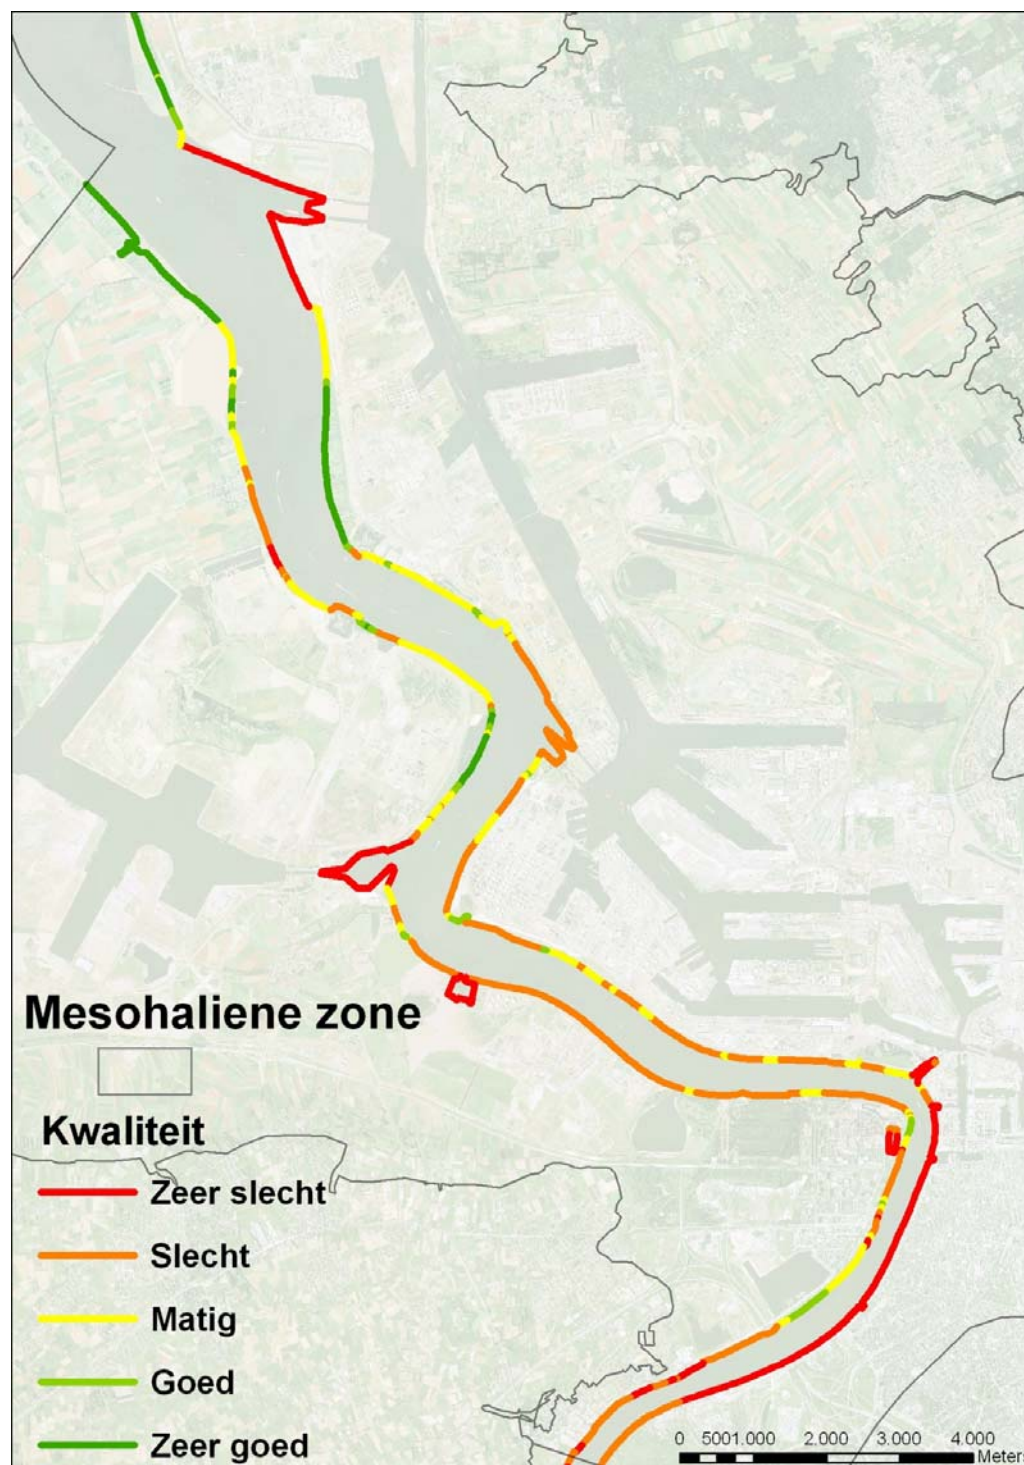 Mesohaliene zone
Kwaliteit
Zeer slecht
Slecht
Matig
Goed
Zeer goed
0 5001.000 2.000 3.000 4.000
Meters